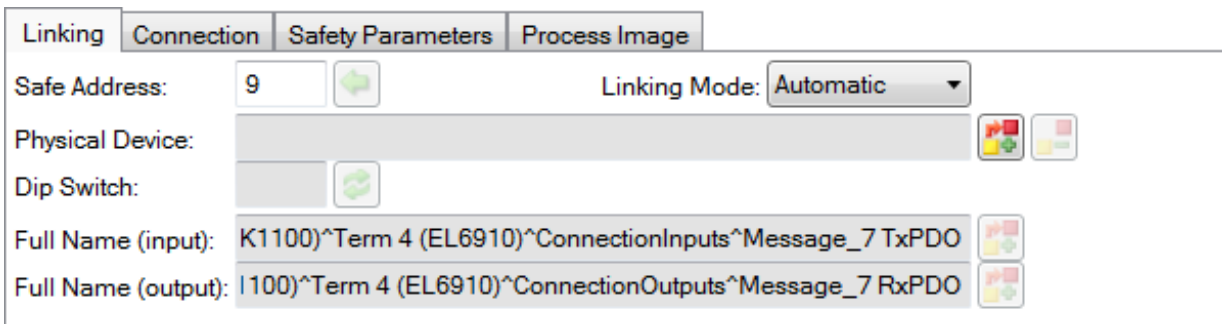 Linking Connection Safety Parameters Process Image
Safe Address: 9 Linking Mode: Automatic
Physical Device:
Dip Switch:
Full Name (input): K1100)^Term 4 (EL6910)^ConnectionInputs^Message_7 TxPDO
Full Name (output): 100)^Term 4 (EL6910)^ConnectionOutputs^Message_7 RxPDO